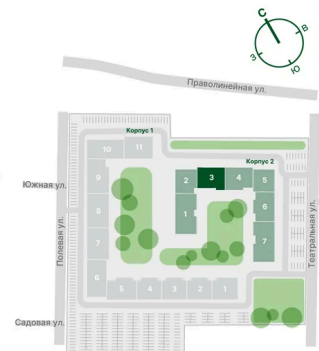 С
В
З
Ю
Праволинейная ул.
Корпус 1
10 11
Корпус 2
9
2 3 4 5
Южная ул.
8
1
6
Полевая ул.
Театральная ул.
7
7
6
5 4 3 2 1
Садовая ул.